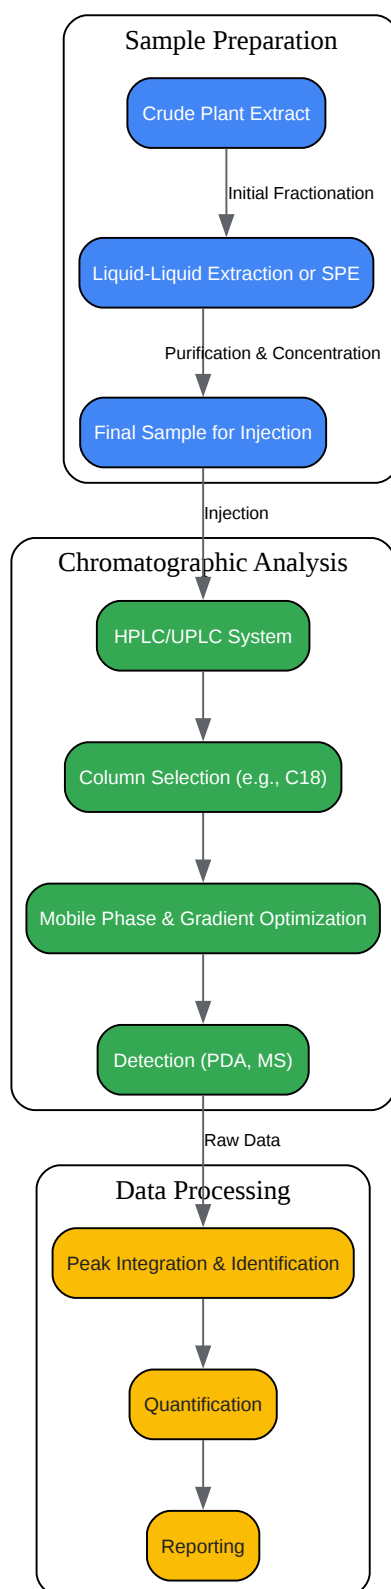 Sample Preparation
Crude Plant Extract
Initial Fractionation
Liquid-Liquid Extraction or SPE
Purification & Concentration
Final Sample for Injection
Injection
Chromatographic Analysis
HPLC/UPLC System
Column Selection (e.g., C18)
Mobile Phase & Gradient Optimization
Detection (PDA, MS)
Raw Data
Data Processing
Peak Integration & Identification
Quantification
Reporting